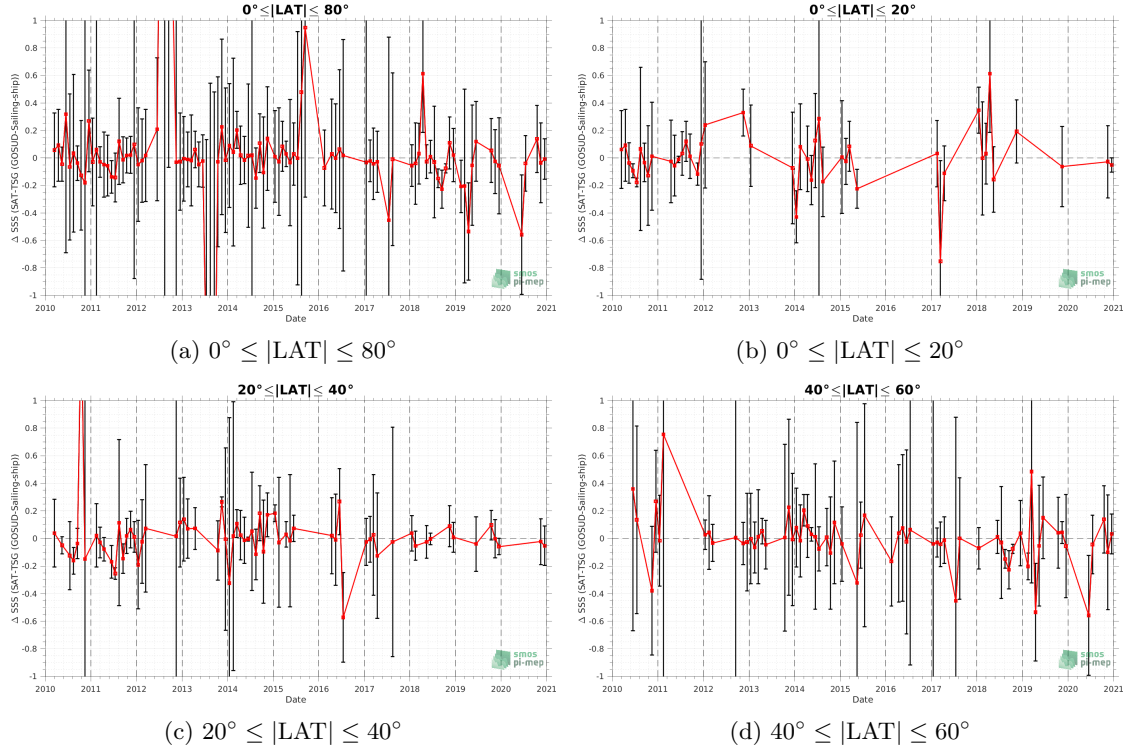 0°≤|LAT|≤ 80°
1
0.8
0.6
0.4
0.2
0
-0.2
-0.4
-0.6
-0.8
-1
Δ SSS (SAT-TSG (GOSUD-Sailing-ship))
smos
pi-mep
2010 2011 2012 2013 2014 2015 2016 2017 2018 2019 2020 2021
Date
(a) 0° ≤ |LAT| ≤ 80°
0°≤|LAT|≤ 20°
1
0.8
0.6
0.4
0.2
0
-0.2
-0.4
-0.6
-0.8
-1
Δ SSS (SAT-TSG (GOSUD-Sailing-ship))
smos
pi-mep
2010 2011 2012 2013 2014 2015 2016 2017 2018 2019 2020 2021
Date
(b) 0° ≤ |LAT| ≤ 20°
20°≤|LAT|≤ 40°
1
0.8
0.6
0.4
0.2
0
-0.2
-0.4
-0.6
-0.8
-1
Δ SSS (SAT-TSG (GOSUD-Sailing-ship))
smos
pi-mep
2010 2011 2012 2013 2014 2015 2016 2017 2018 2019 2020 2021
Date
(c) 20° ≤ |LAT| ≤ 40°
40°≤|LAT|≤ 60°
1
0.8
0.6
0.4
0.2
0
-0.2
-0.4
-0.6
-0.8
-1
Δ SSS (SAT-TSG (GOSUD-Sailing-ship))
smos
pi-mep
2010 2011 2012 2013 2014 2015 2016 2017 2018 2019 2020 2021
Date
(d) 40° ≤ |LAT| ≤ 60°